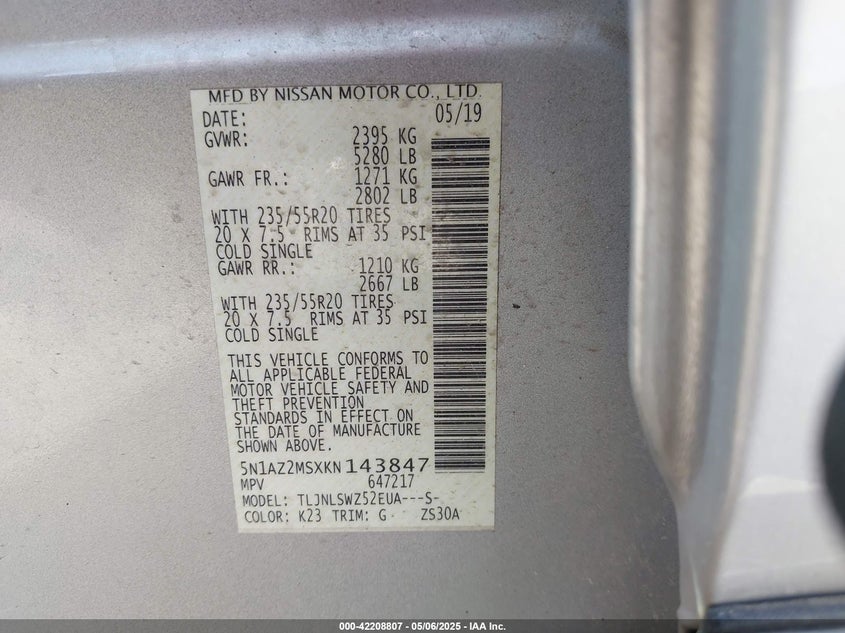 MFD BY NISSAN MOTOR CO., LTD.
DATE: 05/19
GVWR: 2395 KG
5280 LB
GAWR FR.: 1271 KG
2802 LB
WITH 235/55R20 TIRES
20 X 7.5 RIMS AT 35 PSI
COLD SINGLE
GAWR RR.: 1210 KG
2667 LB
WITH 235/55R20 TIRES
20 X 7.5 RIMS AT 35 PSI
COLD SINGLE
THIS VEHICLE CONFORMS TO
ALL APPLICABLE FEDERAL
MOTOR VEHICLE SAFETY AND
THEFT PREVENTION
STANDARDS IN EFFECT ON
THE DATE OF MANUFACTURE
SHOWN ABOVE.
5N1AZ2MSXKN143847
MPV 647217
MODEL: TLJNLSWZ52EUA---S-
COLOR: K23 TRIM: G ZS30A
000-42208807 - 05/06/2025 - IAA Inc.